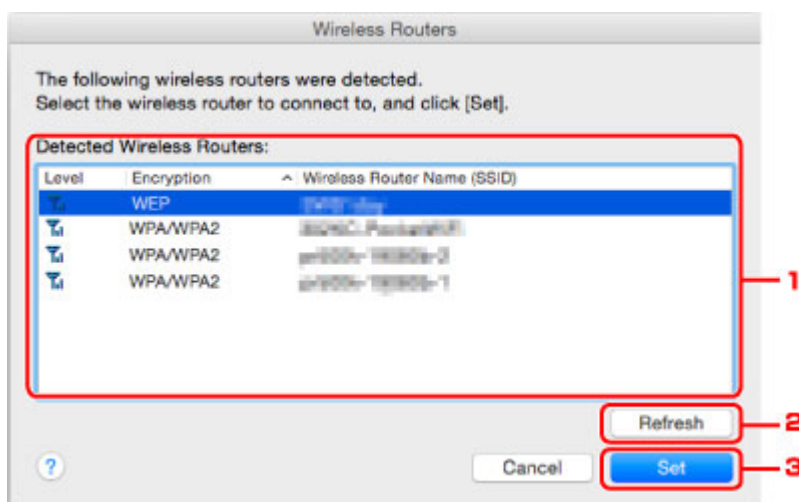 Wireless Routers
The following wireless routers were detected.
Select the wireless router to connect to, and click [Set].
Detected Wireless Routers:
Level Encryption Wireless Router Name (SSID)
WEP
WPA/WPA2
WPA/WPA2
WPA/WPA2
1
Refresh
2
? Cancel Set
3